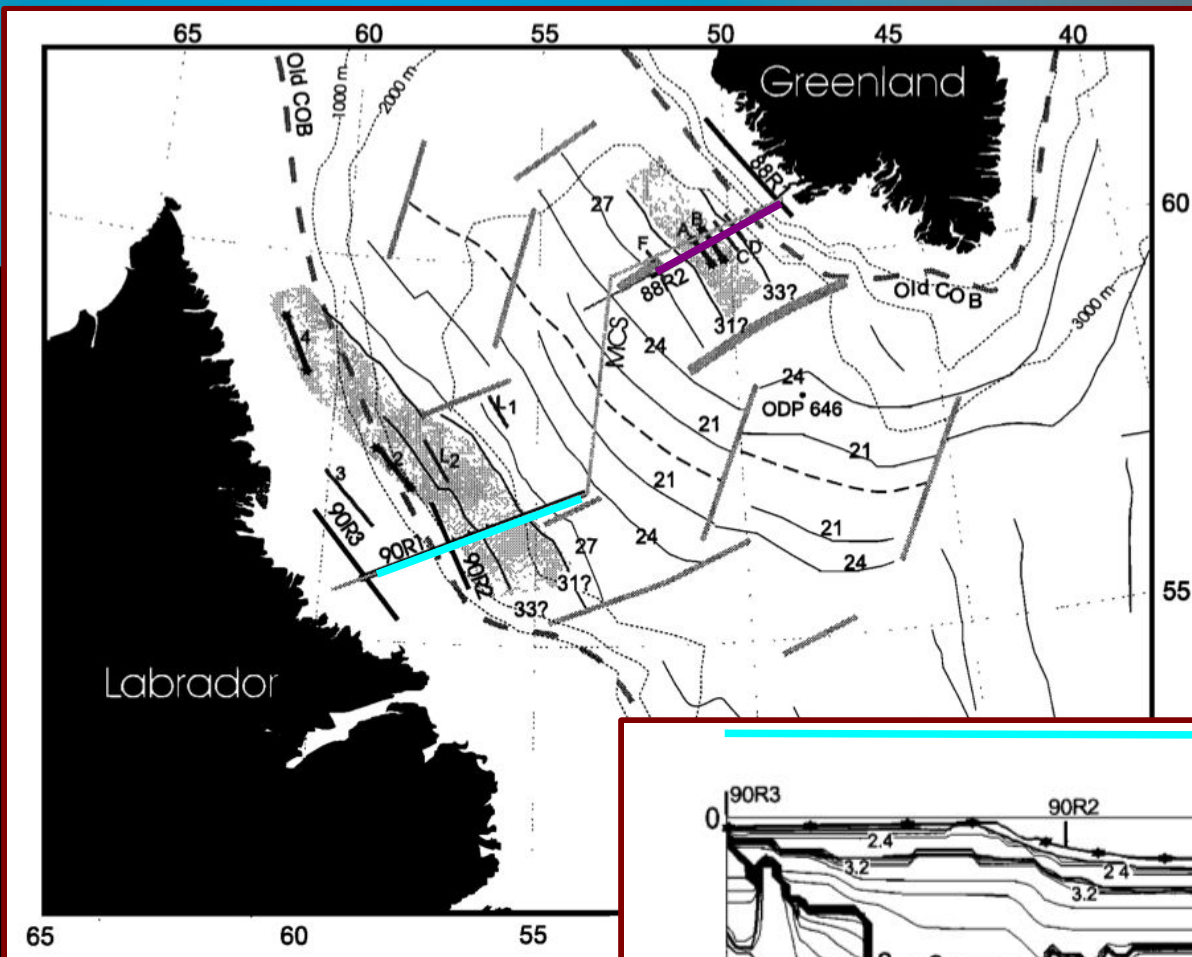 65 60 55 50 45 40
Old COB
1000 m
2000 m
Greenland
88R1
60
27
B
A
F
C
D
88R2
33?
Old COB
31?
3000 m
MCS
24
24
ODP 646
4
1
21
21
2
L2
21
3
21
90R3
24
24
90R1
27
90R2
31?
33?
55
Labrador
65 60 55
90R3
90R2
0
2.4
3.2
2.4
3.2